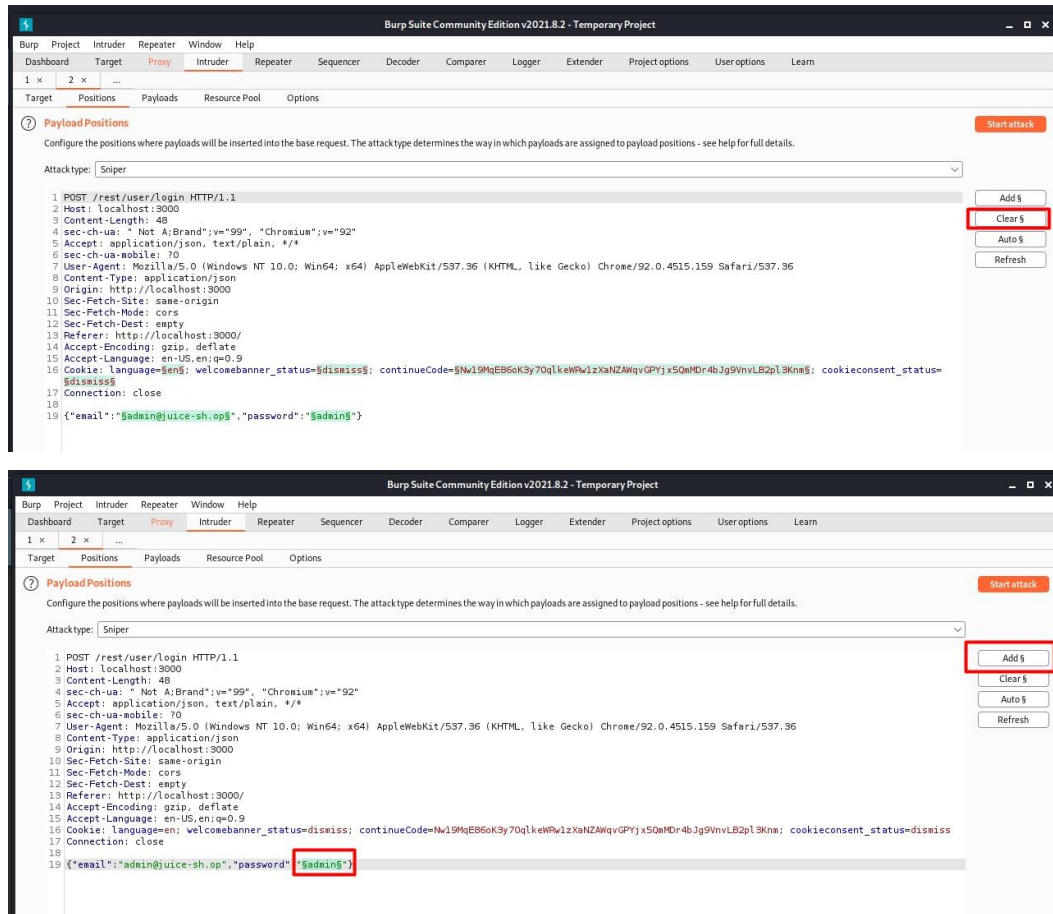 Burp Suite Community Edition v2021.8.2 - Temporary Project
Burp Project Intruder Repeater Window Help
Dashboard Target Proxy Intruder Repeater Sequencer Decoder Comparer Logger Extender Project options User options Learn
1 × 2 × ...
Target Positions Payloads Resource Pool Options
? Payload Positions
Start attack
Configure the positions where payloads will be inserted into the base request. The attack type determines the way in which payloads are assigned to payload positions - see help for full details.
Attack type: Sniper
1 POST /rest/user/login HTTP/1.1
2 Host: localhost:3000
3 Content-Length: 48
4 sec-ch-ua: " Not A;Brand";v="99", "Chromium";v="92"
5 Accept: application/json, text/plain, */*
6 sec-ch-ua-mobile: ?0
7 User-Agent: Mozilla/5.0 (Windows NT 10.0; Win64; x64) AppleWebKit/537.36 (KHTML, like Gecko) Chrome/92.0.4515.159 Safari/537.36
8 Content-Type: application/json
9 Origin: http://localhost:3000
10 Sec-Fetch-Site: same-origin
11 Sec-Fetch-Mode: cors
12 Sec-Fetch-Dest: empty
13 Referer: http://localhost:3000/
14 Accept-Encoding: gzip, deflate
15 Accept-Language: en-US,en;q=0.9
16 Cookie: language=§en§; welcomebanner_status=§dismiss§; continueCode=§Nwl9MqE86oK3y7OqlkeWRw1zXaNZAWqvGPYjx5QmMDr4bJg9VnvLB2pl3Knm§; cookieconsent_status=
§dismiss§
17 Connection: close
18
19 {"email":"§admin@juice-sh.op§","password":"§admin§"}
Add §
Clear §
Auto §
Refresh
Burp Suite Community Edition v2021.8.2 - Temporary Project
Burp Project Intruder Repeater Window Help
Dashboard Target Proxy Intruder Repeater Sequencer Decoder Comparer Logger Extender Project options User options Learn
1 × 2 × ...
Target Positions Payloads Resource Pool Options
? Payload Positions
Start attack
Configure the positions where payloads will be inserted into the base request. The attack type determines the way in which payloads are assigned to payload positions - see help for full details.
Attack type: Sniper
1 POST /rest/user/login HTTP/1.1
2 Host: localhost:3000
3 Content-Length: 48
4 sec-ch-ua: " Not A;Brand";v="99", "Chromium";v="92"
5 Accept: application/json, text/plain, */*
6 sec-ch-ua-mobile: ?0
7 User-Agent: Mozilla/5.0 (Windows NT 10.0; Win64; x64) AppleWebKit/537.36 (KHTML, like Gecko) Chrome/92.0.4515.159 Safari/537.36
8 Content-Type: application/json
9 Origin: http://localhost:3000
10 Sec-Fetch-Site: same-origin
11 Sec-Fetch-Mode: cors
12 Sec-Fetch-Dest: empty
13 Referer: http://localhost:3000/
14 Accept-Encoding: gzip, deflate
15 Accept-Language: en-US,en;q=0.9
16 Cookie: language=en; welcomebanner_status=dismiss; continueCode=Nwl9MqE86oK3y7OqlkeWRw1zXaNZAWqvGPYjx5QmMDr4bJg9VnvLB2pl3Knm; cookieconsent_status=dismiss
17 Connection: close
18
19 {"email":"admin@juice-sh.op","password" "§admin§"}
Add §
Clear §
Auto §
Refresh